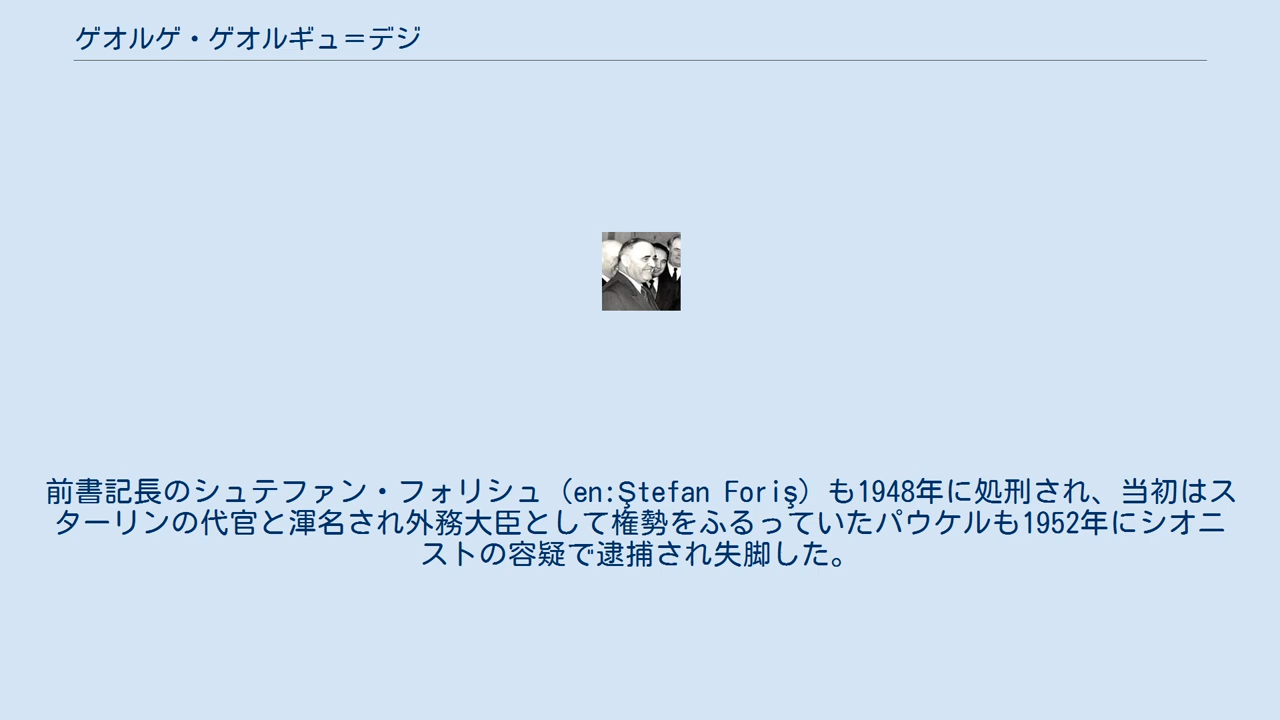 ゲオルゲ・ゲオルギュ＝デジ
前書記長のシュテファン・フォリシュ（en:Ştefan Foriş）も1948年に処刑され、当初はス
ターリンの代官と渾名され外務大臣として権勢をふるっていたパウケルも1952年にシオニ
ストの容疑で逮捕され失脚した。